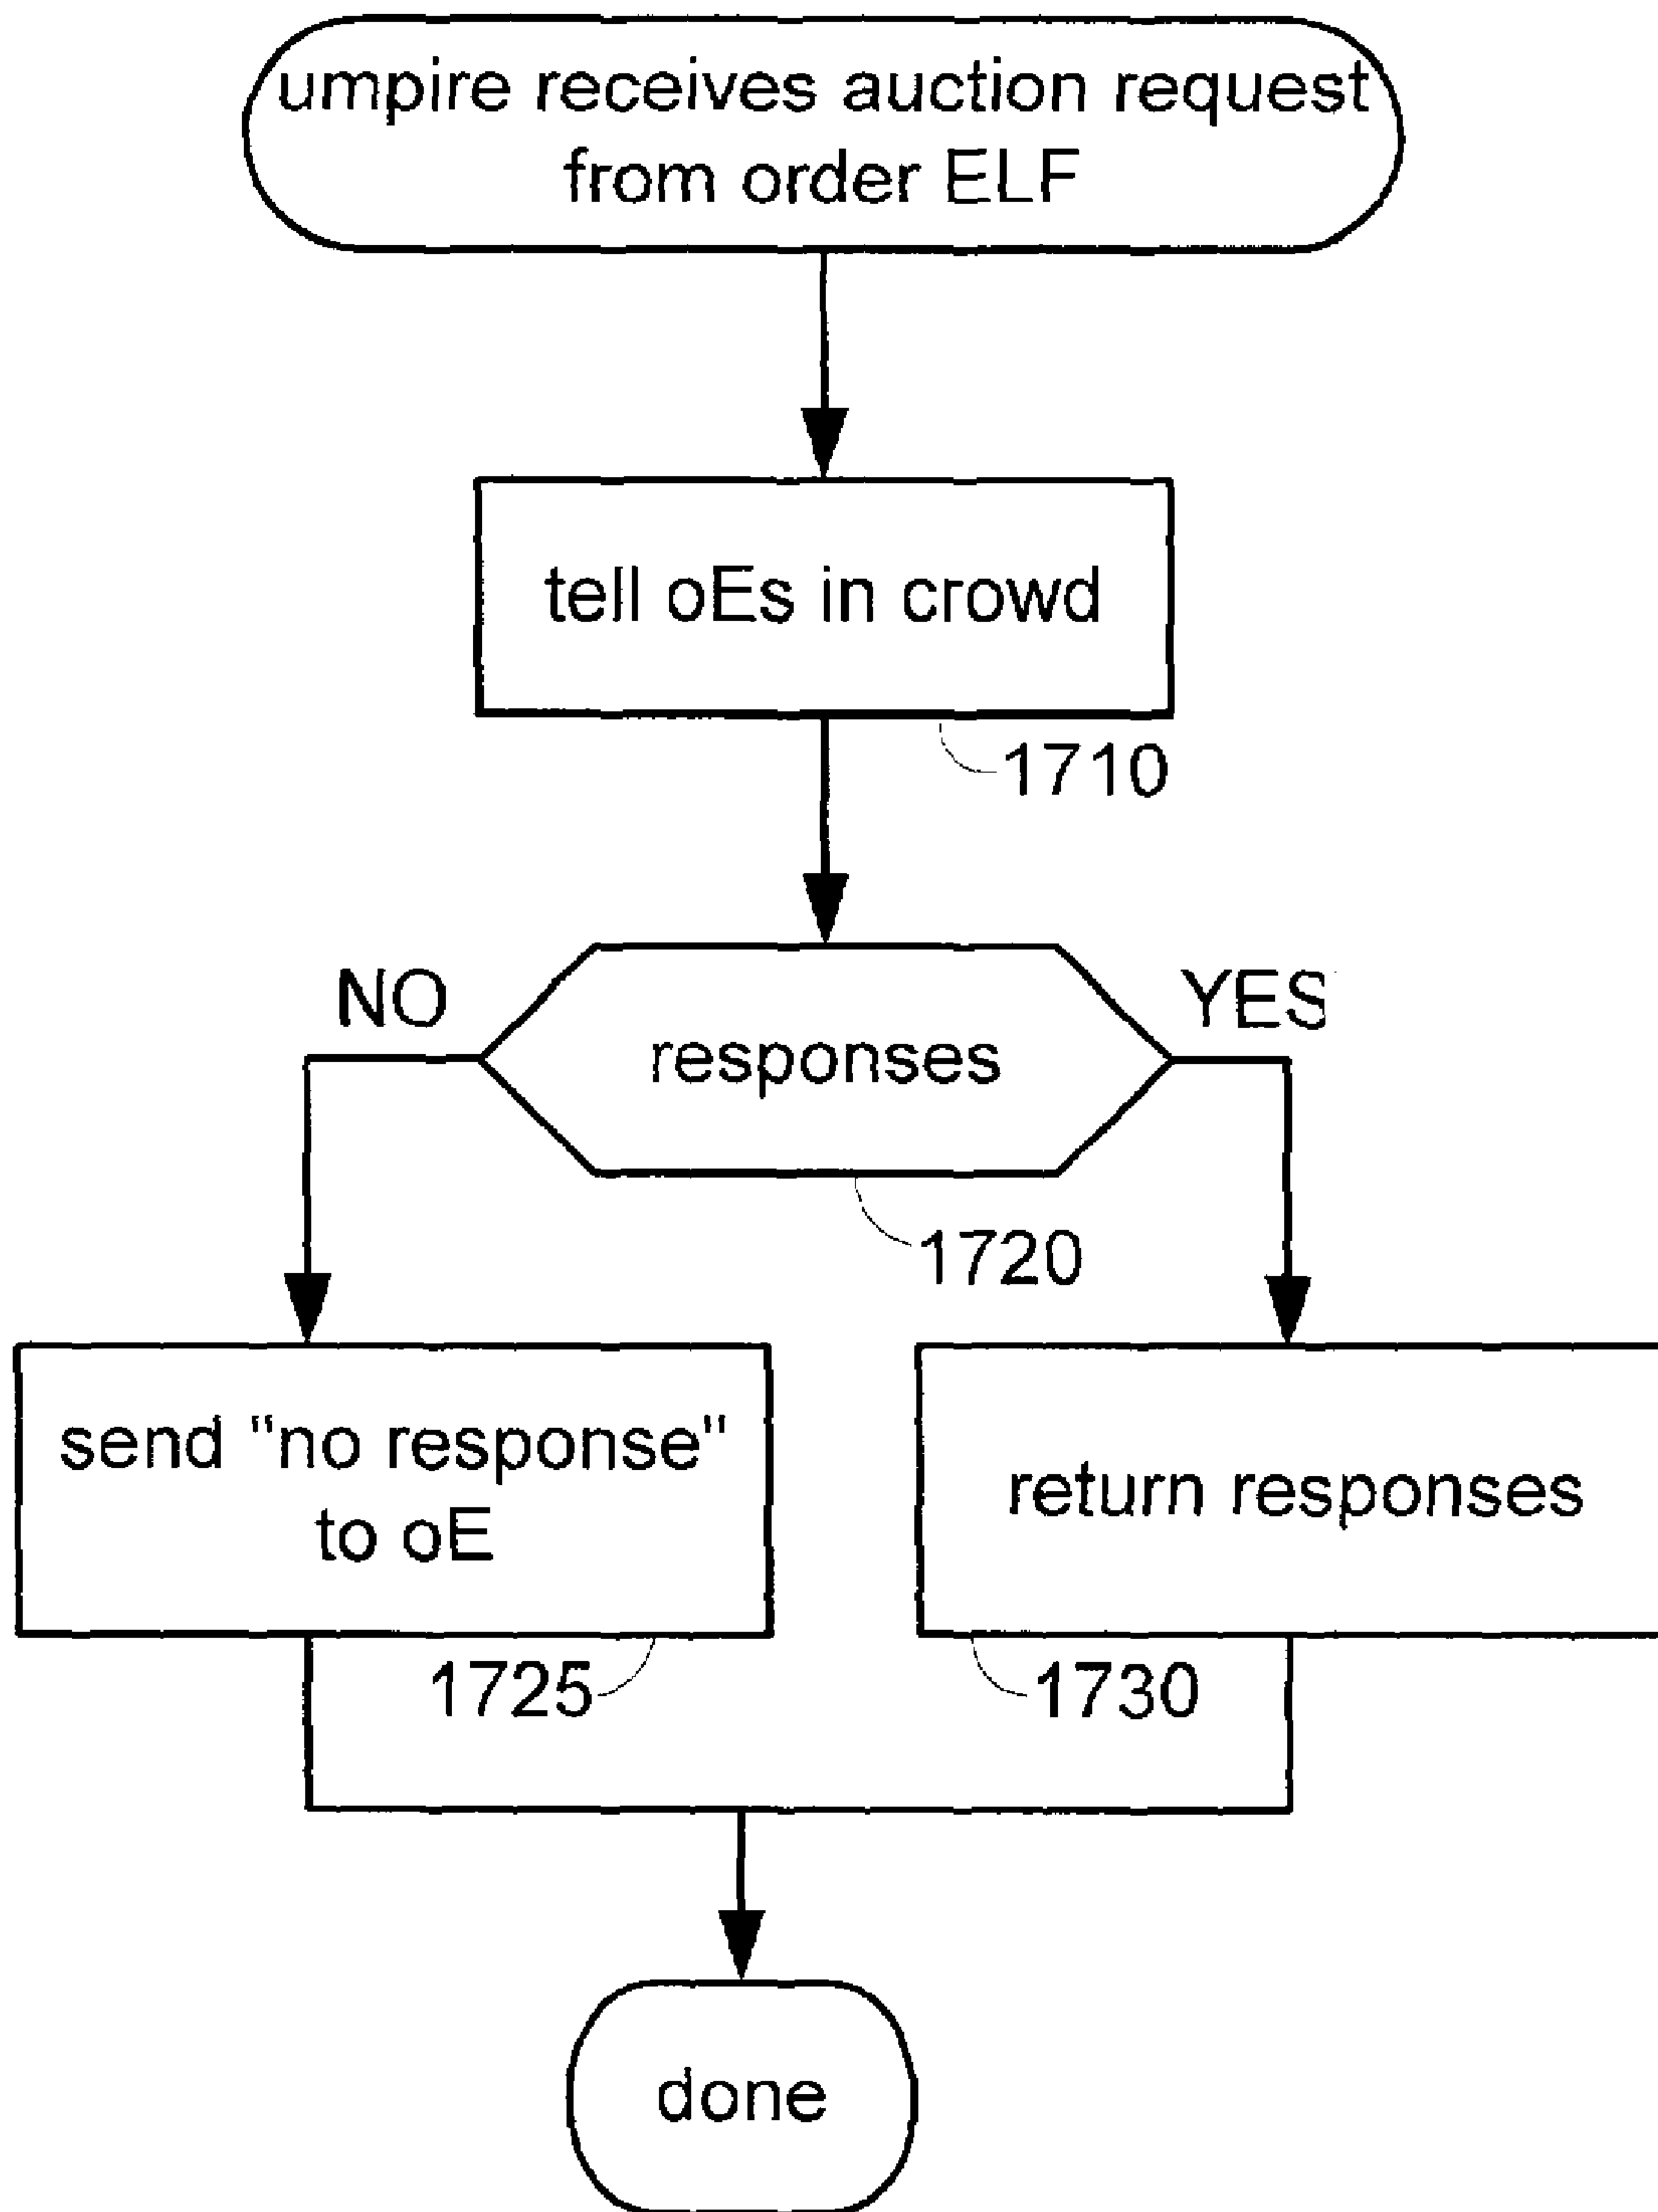 umpire receives auction request
from order ELF
tell oEs in crowd
1710
NO
YES
responses
1720
send "no response"
to oE
return responses
1725
1730
done